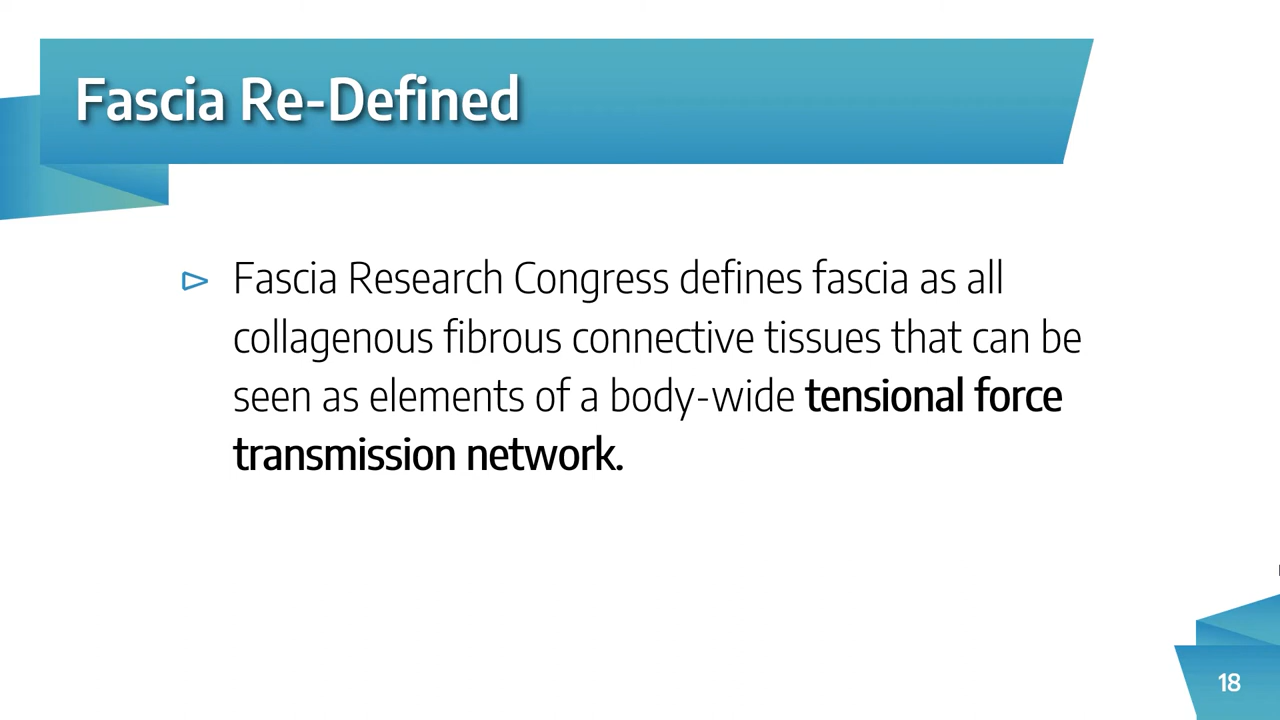 Fascia Re-Defined
Fascia Research Congress defines fascia as all
collagenous fibrous connective tissues that can be
seen as elements of a body-wide tensional force
transmission network.
18